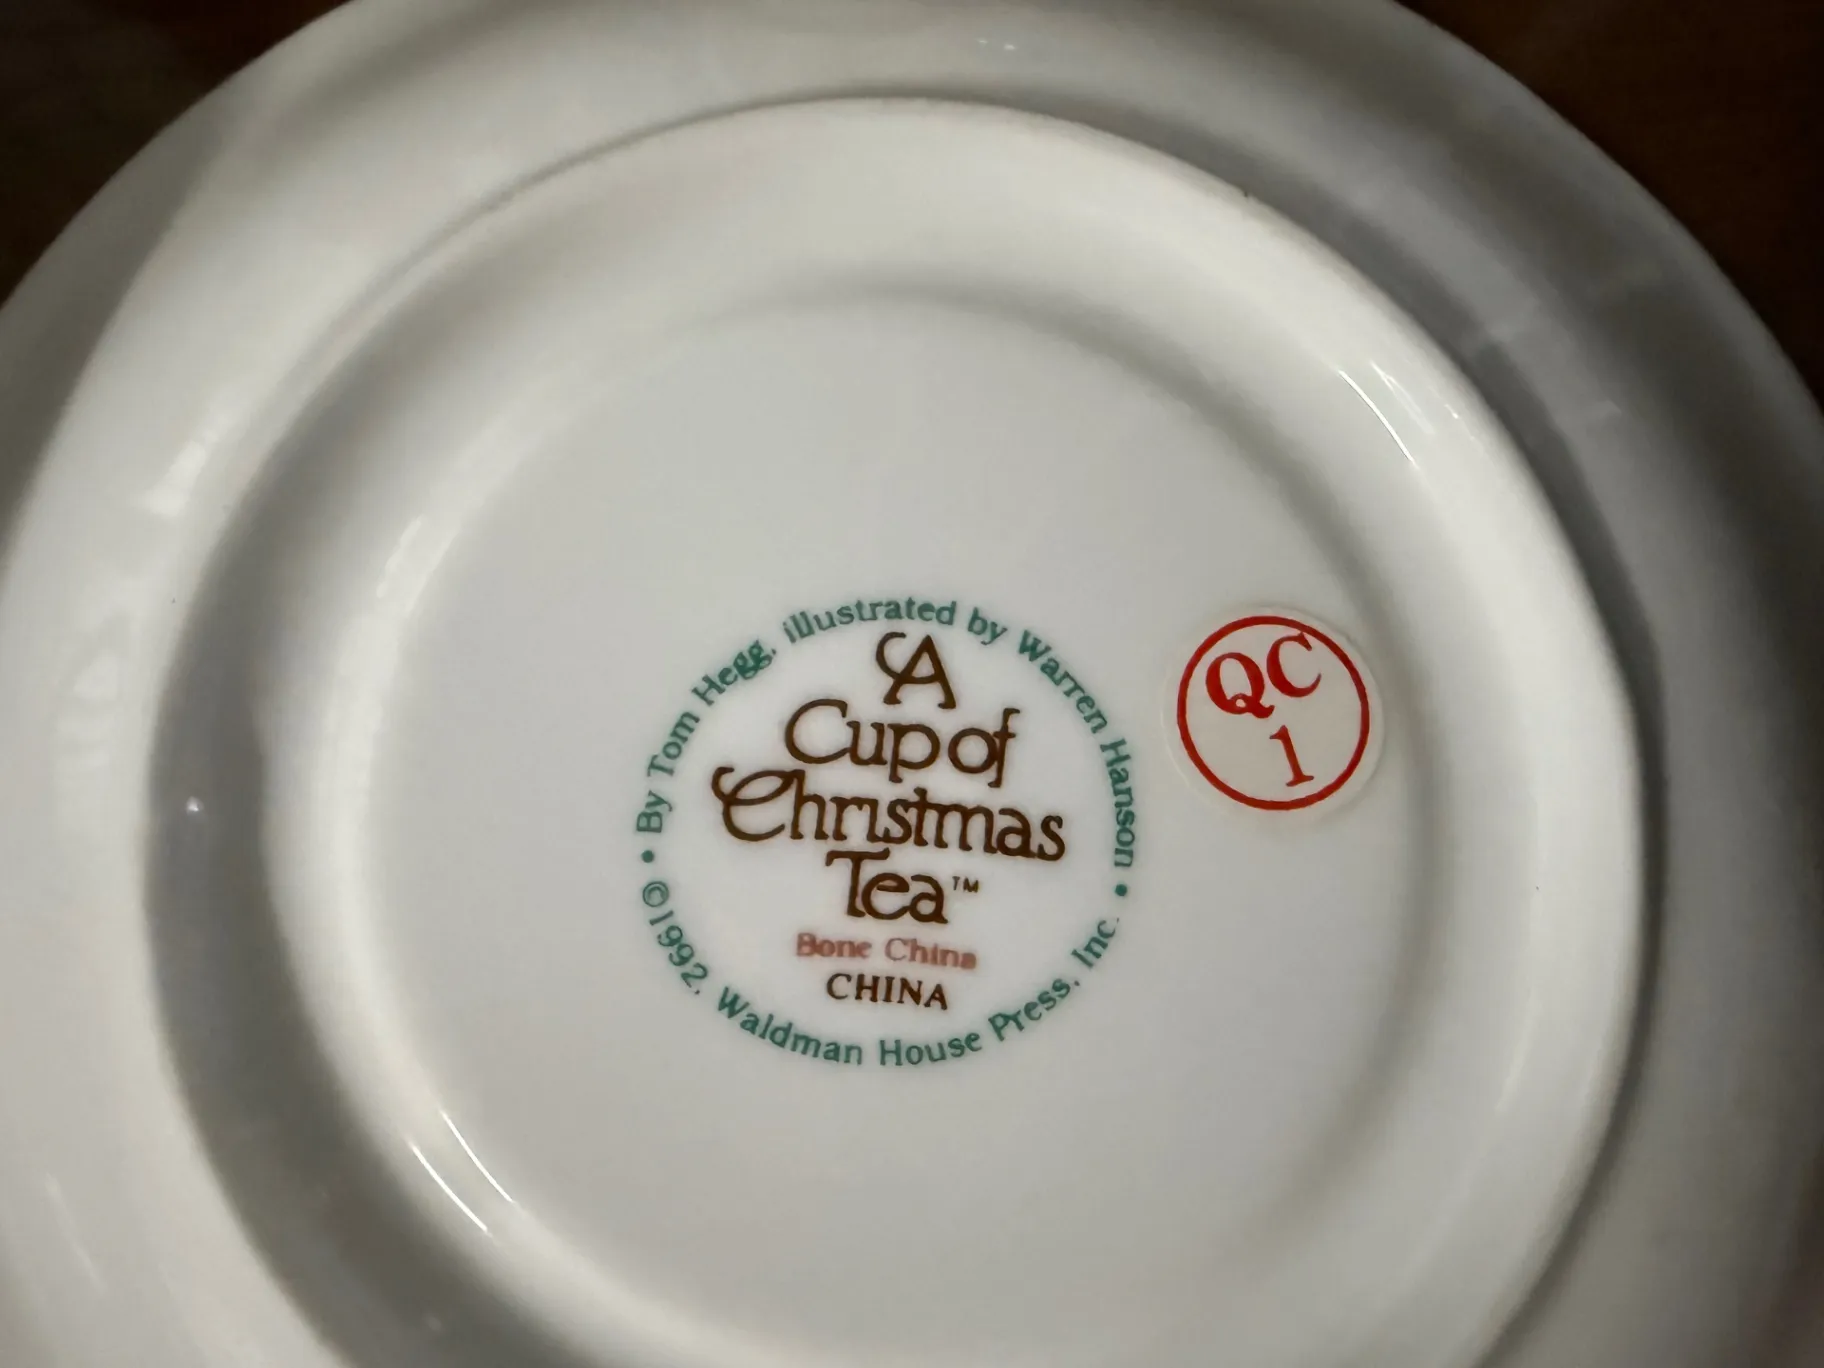 • By Tom Hegg, illustrated by Warren Hanson •
A
Cup of
Christmas
Tea™
Bone China
CHINA
©1992, Waldman House Press, Inc.
QC
1